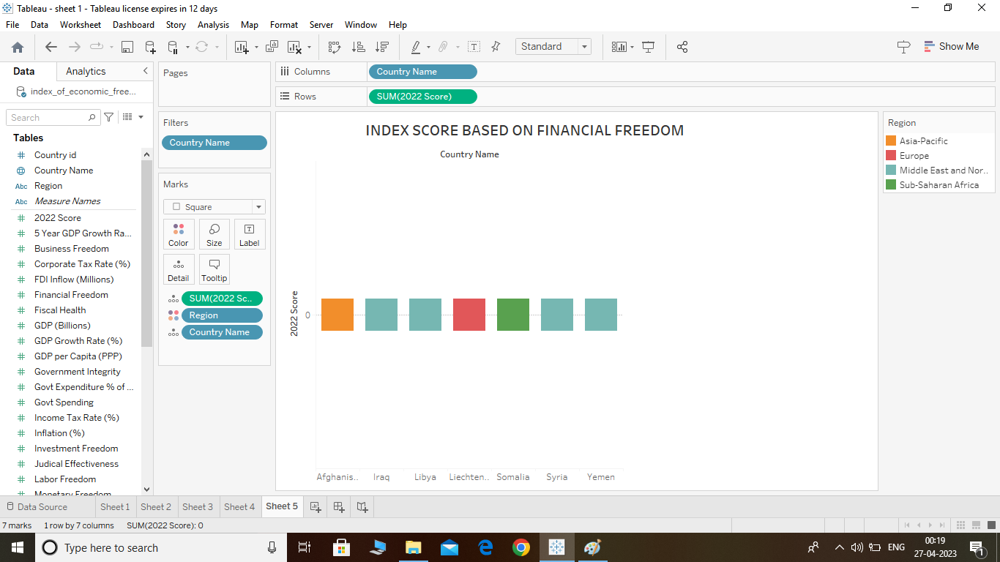 Tableau - sheet 1 - Tableau license expires in 12 days
File Data Worksheet Dashboard Story Analysis Map Format Server Window Help
Standard
Show Me
Data Analytics
index_of_economic_free...
Search
Tables
Country id
Country Name
Abc Region
Abc Measure Names
2022 Score
5 Year GDP Growth Ra...
Business Freedom
Corporate Tax Rate (%)
FDI Inflow (Millions)
Financial Freedom
Fiscal Health
GDP (Billions)
GDP Growth Rate (%)
GDP per Capita (PPP)
Government Integrity
Govt Expenditure % of ...
Govt Spending
Income Tax Rate (%)
Inflation (%)
Investment Freedom
Judical Effectiveness
Labor Freedom
Monetary Freedom
Pages
Filters
Country Name
Marks
Square
Color Size Label
Detail Tooltip
SUM(2022 Sc..
Region
Country Name
Columns Country Name
Rows SUM(2022 Score)
INDEX SCORE BASED ON FINANCIAL FREEDOM
Country Name
2022 Score
0
Afghanis.. Iraq Libya Liechten.. Somalia Syria Yemen
Region
Asia-Pacific
Europe
Middle East and Nor..
Sub-Saharan Africa
Data Source Sheet 1 Sheet 2 Sheet 3 Sheet 4 Sheet 5
7 marks 1 row by 7 columns SUM(2022 Score): 0
Type here to search
ENG
00:19
27-04-2023
1